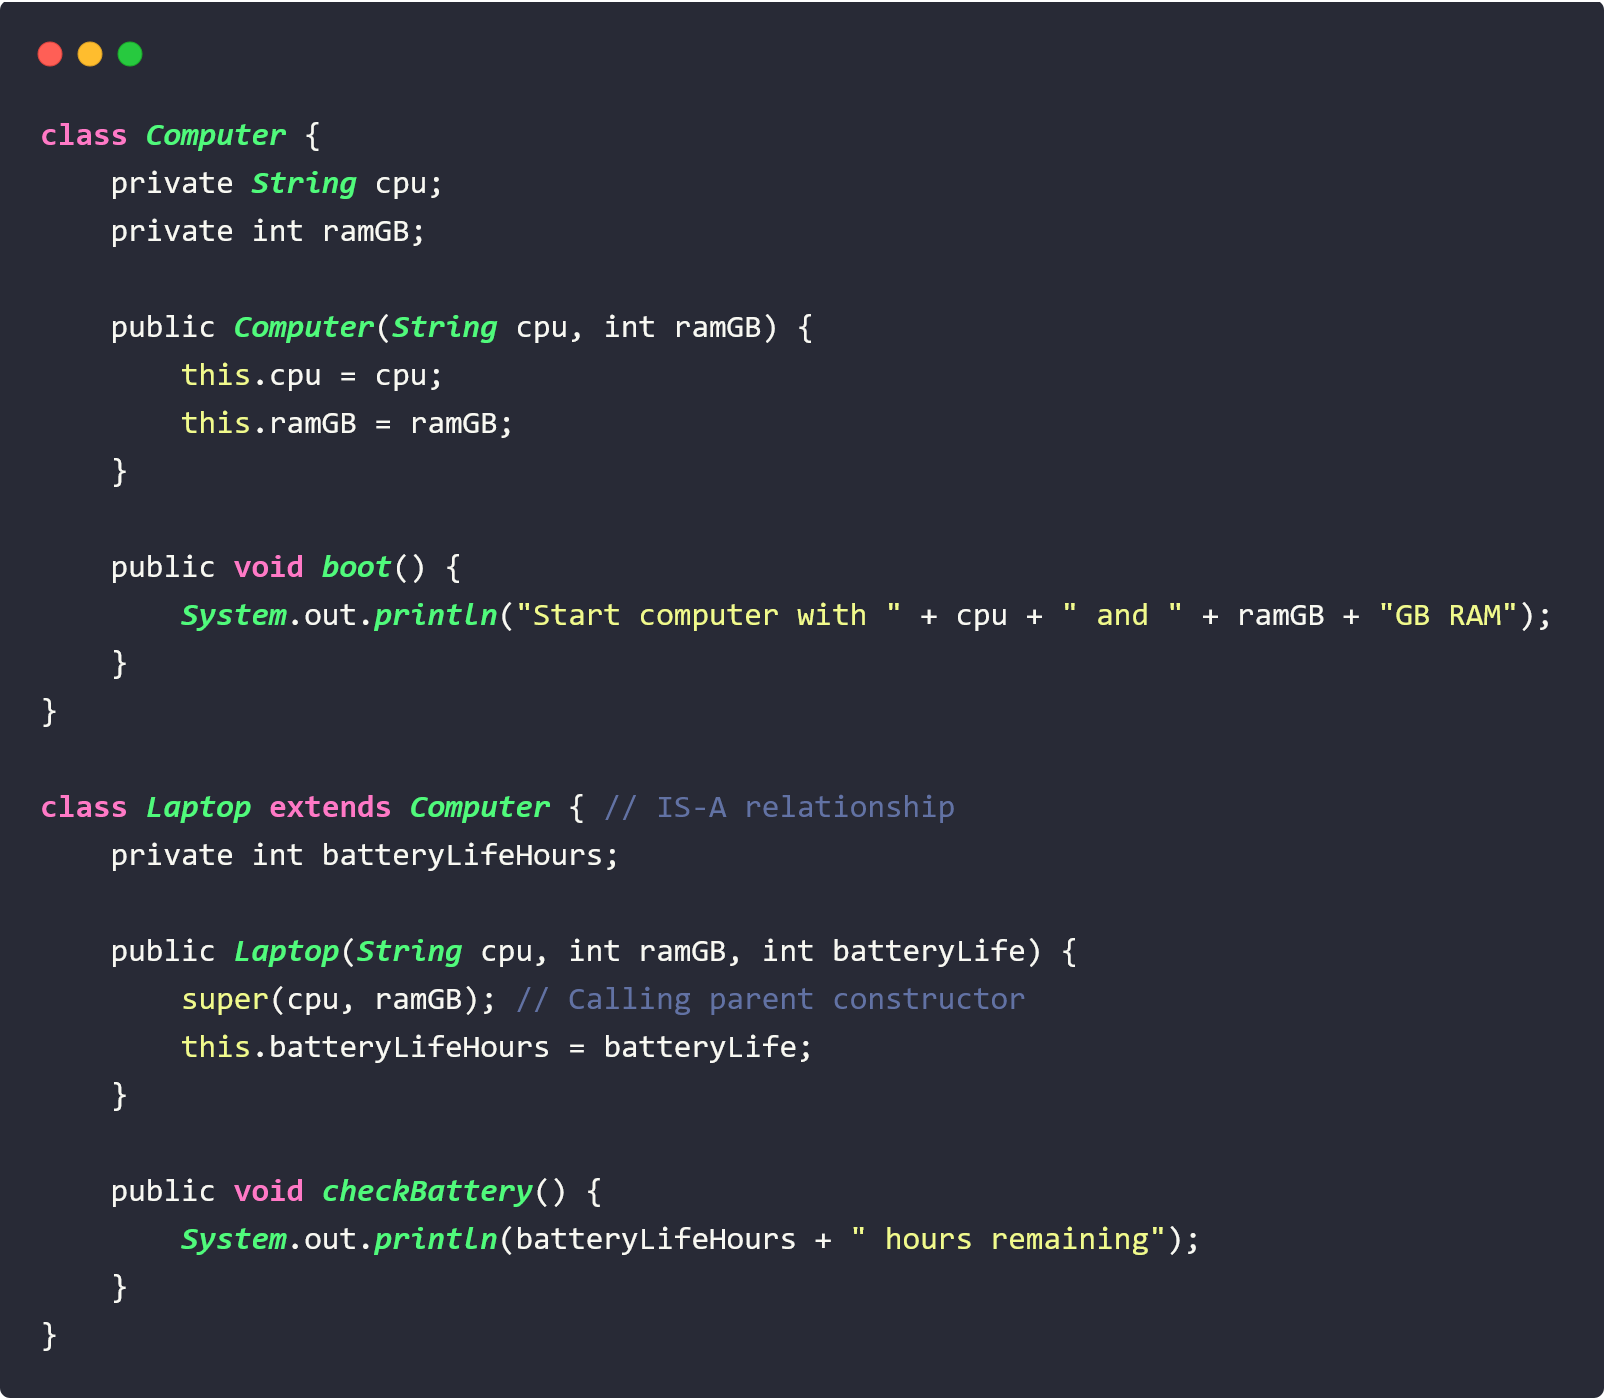 class Computer {
    private String cpu;
    private int ramGB;

    public Computer(String cpu, int ramGB) {
        this.cpu = cpu;
        this.ramGB = ramGB;
    }

    public void boot() {
        System.out.println("Start computer with " + cpu + " and " + ramGB + "GB RAM");
    }
}

class Laptop extends Computer { // IS-A relationship
    private int batteryLifeHours;

    public Laptop(String cpu, int ramGB, int batteryLife) {
        super(cpu, ramGB); // Calling parent constructor
        this.batteryLifeHours = batteryLife;
    }

    public void checkBattery() {
        System.out.println(batteryLifeHours + " hours remaining");
    }
}